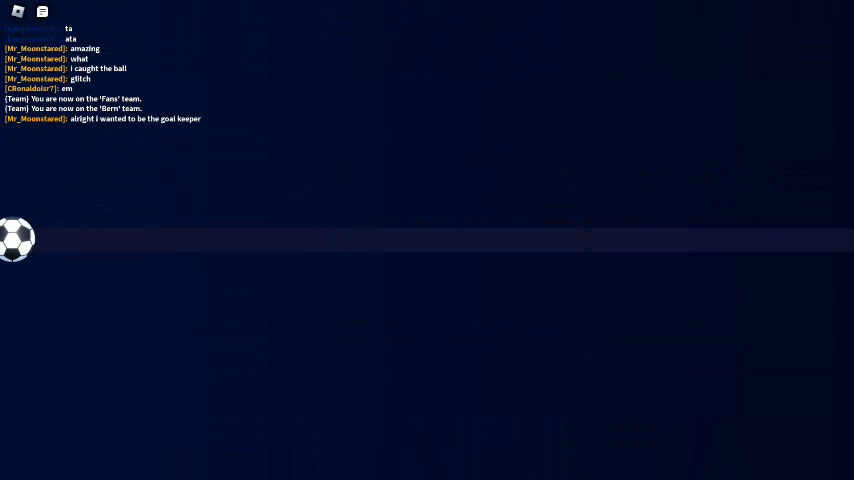 ta
ata
[Mr_Moonstared]: amazing
[Mr_Moonstared]: what
[Mr_Moonstared]: i caught the ball
[Mr_Moonstared]: glitch
[CRonaldoisr7]: em
{Team} You are now on the 'Fans' team.
{Team} You are now on the 'Bern' team.
[Mr_Moonstared]: alright i wanted to be the goal keeper